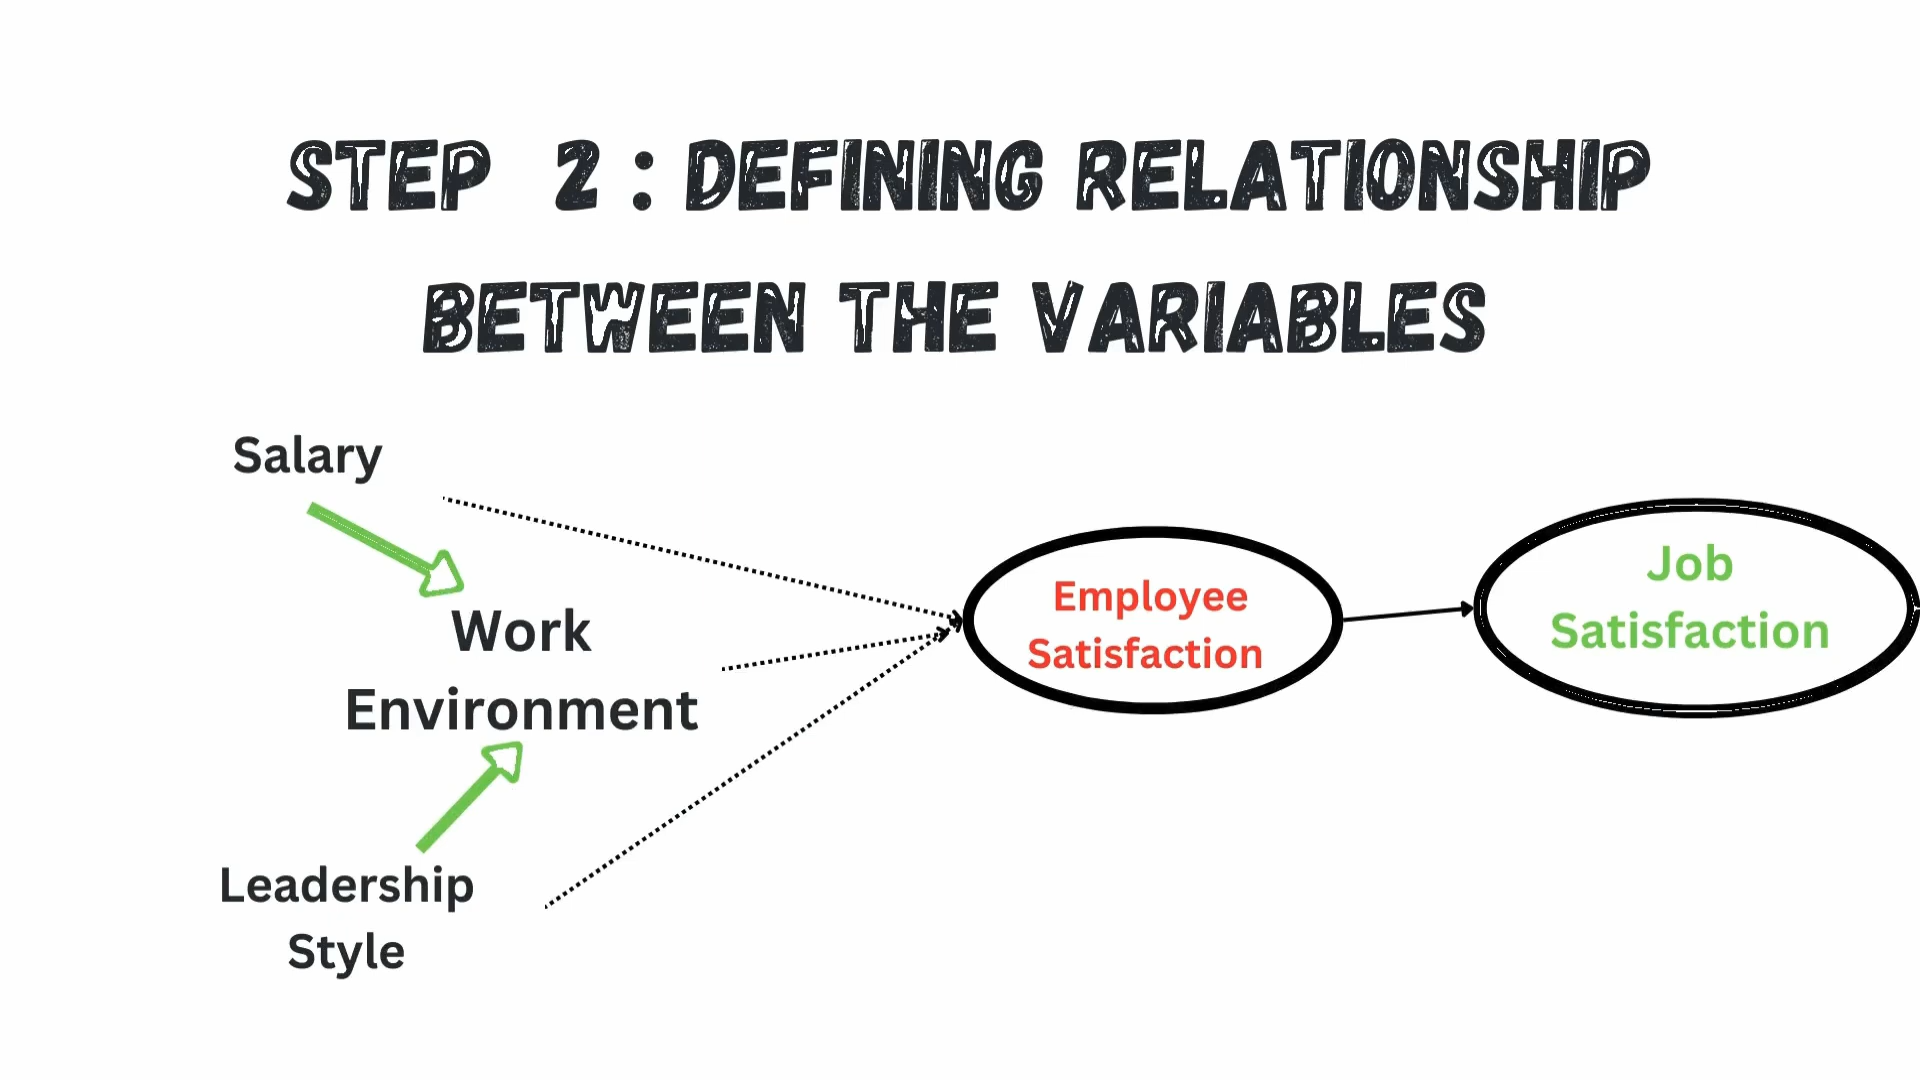 STEP 2 : DEFINING RELATIONSHIP
BETWEEN THE VARIABLES
Salary
Work
Environment
Leadership
Style
Employee
Satisfaction
Job
Satisfaction